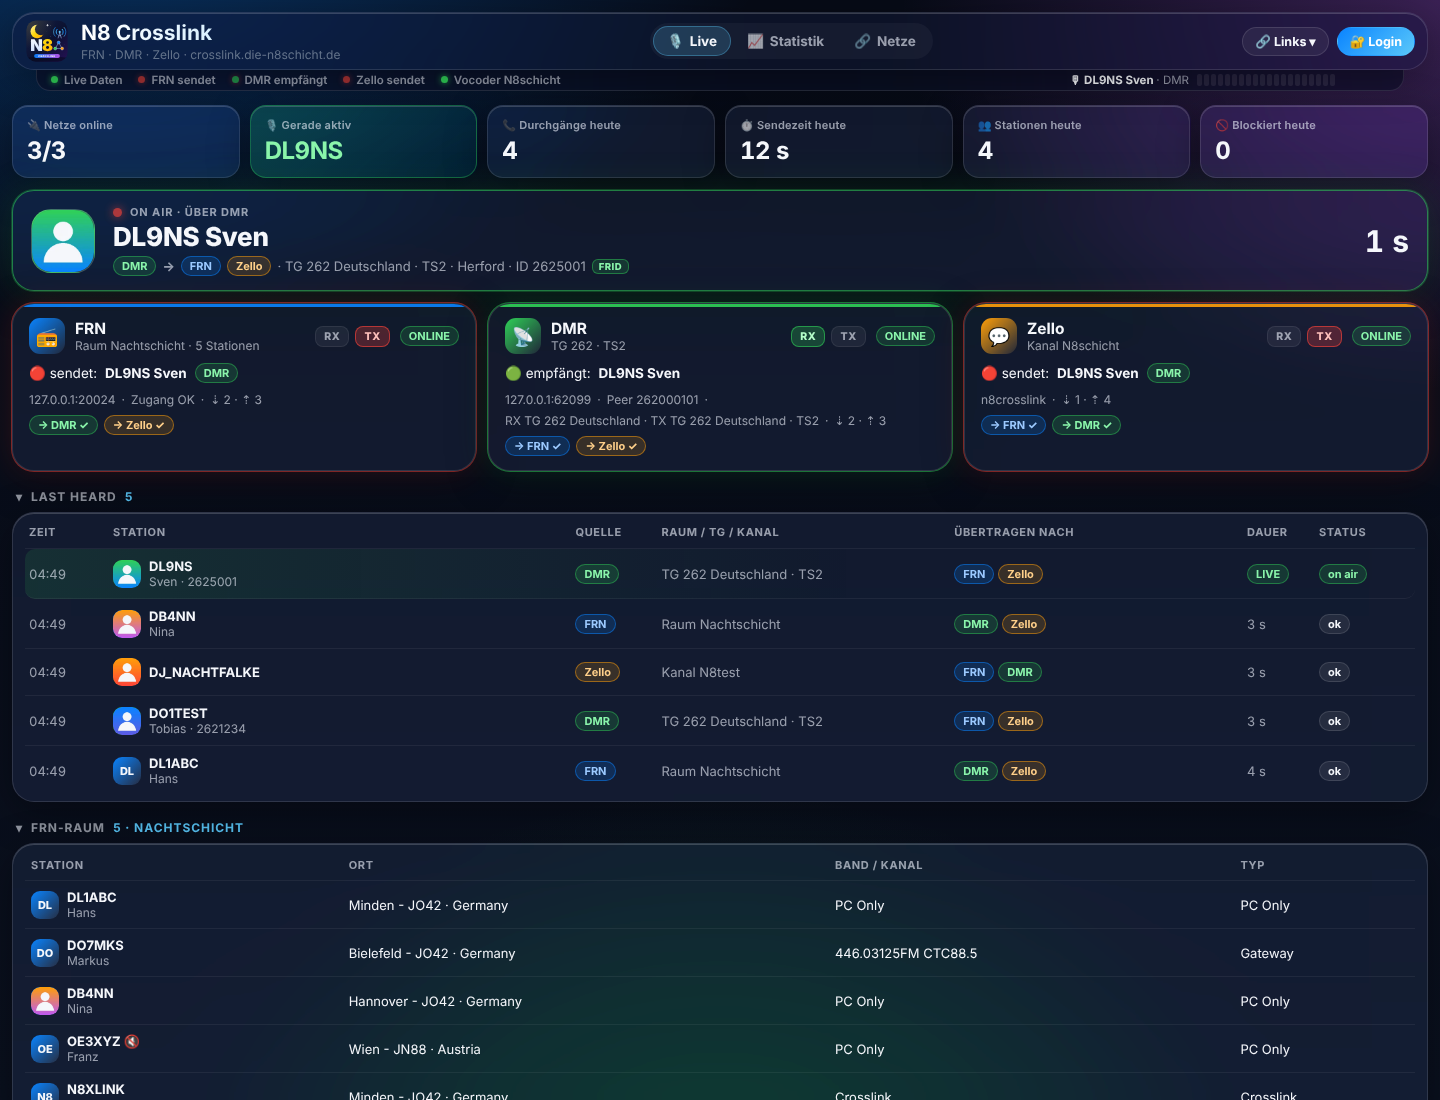 N8
N8 Crosslink
FRN · DMR · Zello · crosslink.die-n8schicht.de
Live
Statistik
Netze
Links ▾
Login
Live Daten
FRN sendet
DMR empfängt
Zello sendet
Vocoder N8schicht
DL9NS Sven · DMR
Netze online
3/3
Gerade aktiv
DL9NS
Durchgänge heute
4
Sendezeit heute
12 s
Stationen heute
4
Blockiert heute
0
ON AIR · ÜBER DMR
DL9NS Sven
DMR → FRN Zello · TG 262 Deutschland · TS2 · Herford · ID 2625001 FRID
1 s
FRN
Raum Nachtschicht · 5 Stationen
RX TX ONLINE
sendet: DL9NS Sven DMR
127.0.0.1:20024 · Zugang OK · ↓ 2 · ↑ 3
→ DMR ✓ → Zello ✓
DMR
TG 262 · TS2
RX TX ONLINE
empfängt: DL9NS Sven
127.0.0.1:62099 · Peer 262000101 ·
RX TG 262 Deutschland · TX TG 262 Deutschland · TS2 · ↓ 2 · ↑ 3
→ FRN ✓ → Zello ✓
Zello
Kanal N8schicht
RX TX ONLINE
sendet: DL9NS Sven DMR
n8crosslink · ↓ 1 · ↑ 4
→ FRN ✓ → DMR ✓
▾ LAST HEARD 5
ZEIT STATION QUELLE RAUM / TG / KANAL ÜBERTRAGEN NACH DAUER STATUS
04:49 DL9NS DMR TG 262 Deutschland · TS2 FRN Zello LIVE on air
Sven · 2625001
04:49 DB4NN FRN Raum Nachtschicht DMR Zello 3 s ok
Nina
04:49 DJ_NACHTFALKE Zello Kanal N8test FRN DMR 3 s ok
04:49 DO1TEST DMR TG 262 Deutschland · TS2 FRN Zello 3 s ok
Tobias · 2621234
04:49 DL DL1ABC FRN Raum Nachtschicht DMR Zello 4 s ok
Hans
▾ FRN-RAUM 5 · NACHTSCHICHT
STATION ORT BAND / KANAL TYP
DL DL1ABC Minden - JO42 · Germany PC Only PC Only
Hans
DO DO7MKS Bielefeld - JO42 · Germany 446.03125FM CTC88.5 Gateway
Markus
DB4NN Hannover - JO42 · Germany PC Only PC Only
Nina
OE OE3XYZ Wien - JN88 · Austria PC Only PC Only
Franz
N8 N8XLINK Minden - JO42 · Germany Crosslink Crosslink